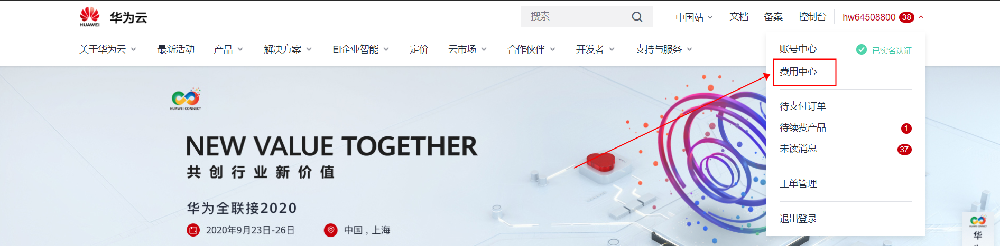 HUAWEI
华为云
搜索
中国站
文档
备案
控制台
hw64508800 38
关于华为云
最新活动
产品
解决方案
EI企业智能
定价
云市场
合作伙伴
开发者
支持与服务
账号中心 已实名认证
费用中心
待支付订单
待续费产品 1
未读消息 37
工单管理
退出登录
HUAWEI CONNECT
NEW VALUE TOGETHER
共创行业新价值
华为全联接2020
2020年9月23日-26日 中国，上海
HUAWEI CONNECT
华